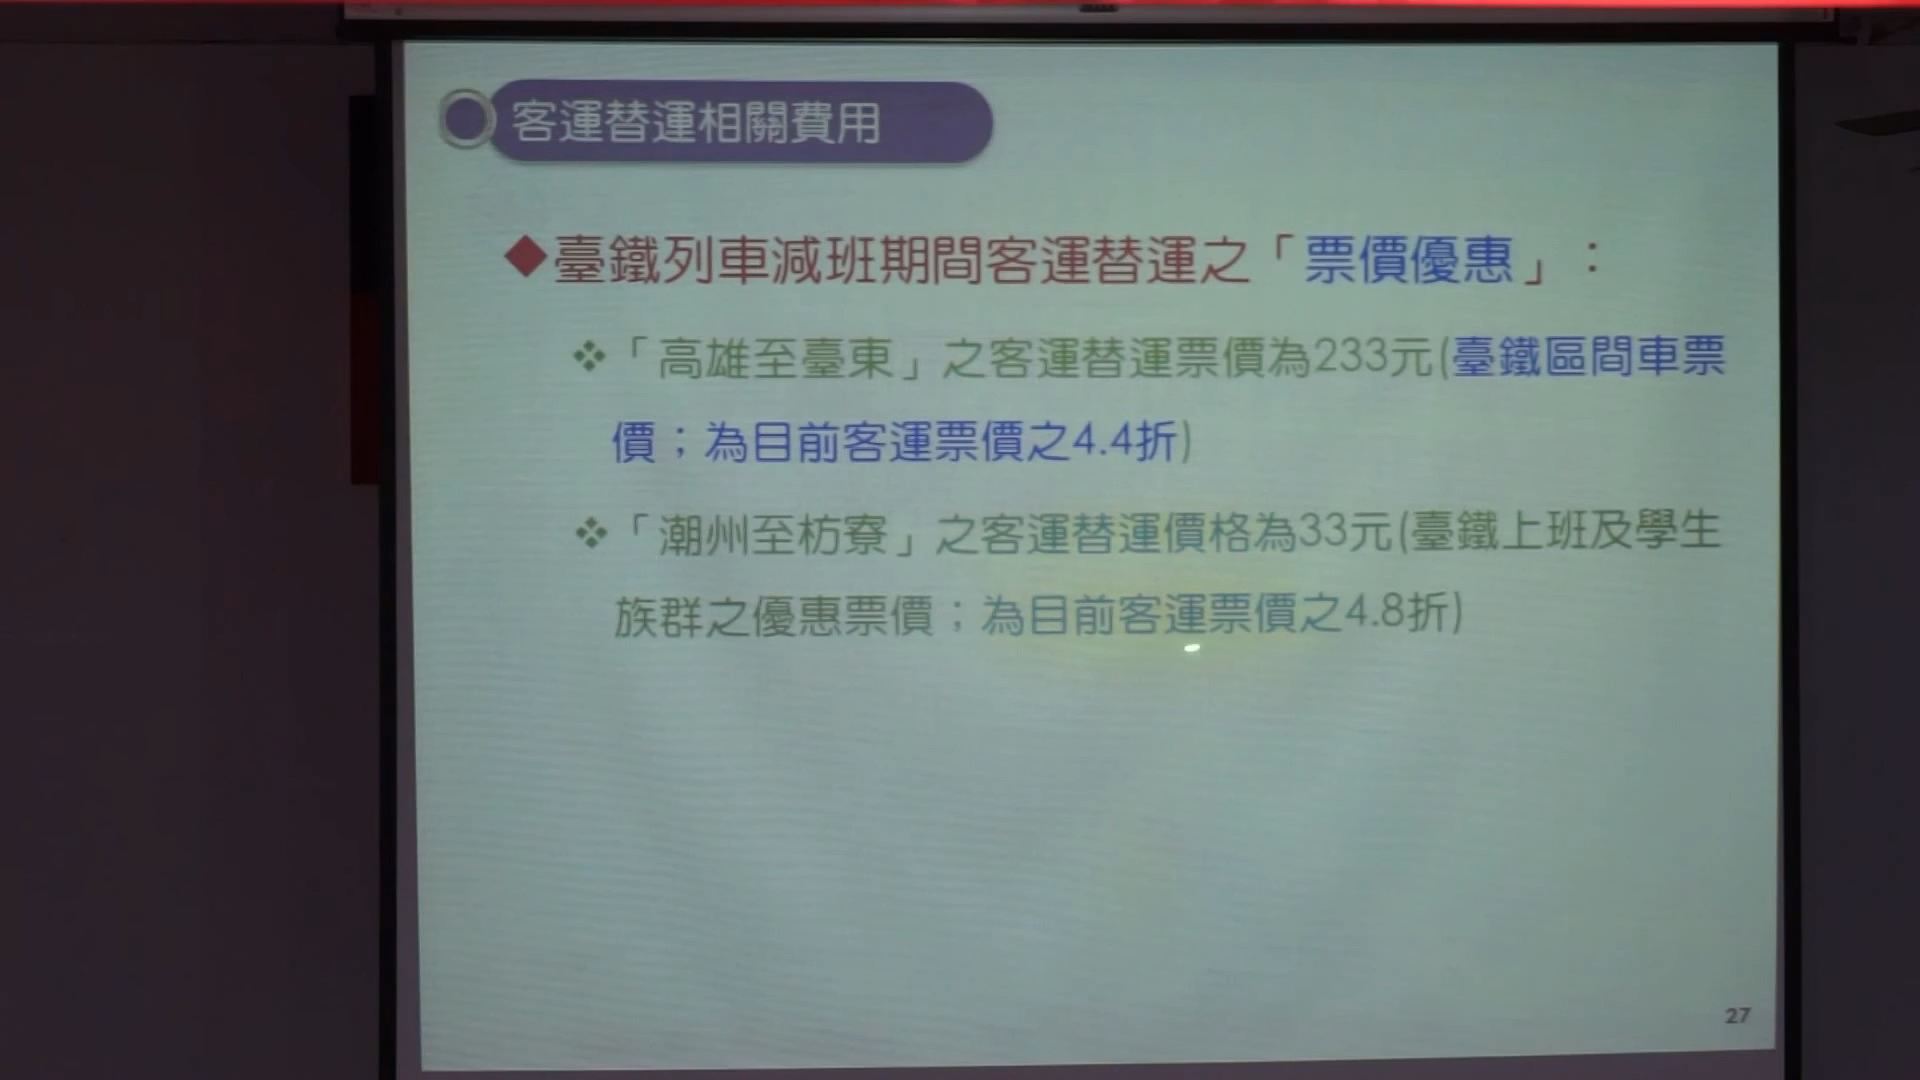 客運替運相關費用
◆臺鐵列車減班期間客運替運之「票價優惠」：
❖「高雄至臺東」之客運替運票價為233元(臺鐵區間車票
價；為目前客運票價之4.4折)
❖「潮州至枋寮」之客運替運價格為33元(臺鐵上班及學生
族群之優惠票價；為目前客運票價之4.8折)
27